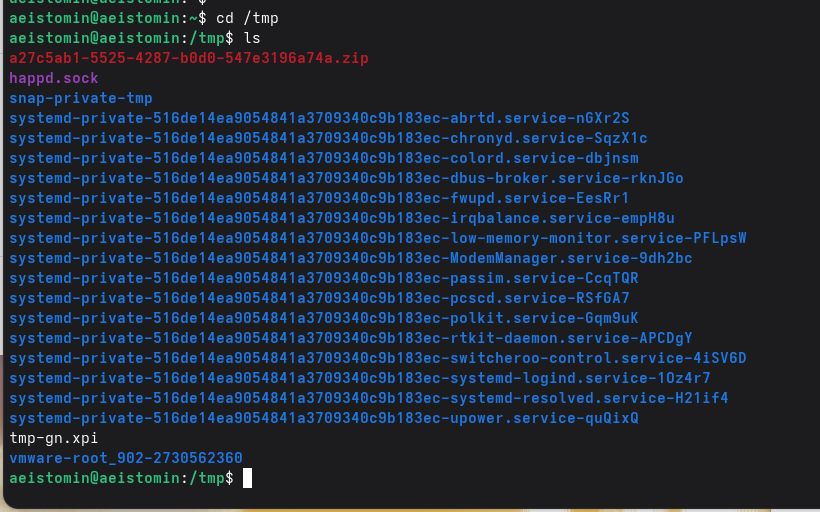 aeistomin@aeistomin:~$ cd /tmp
aeistomin@aeistomin:/tmp$ ls
a27c5ab1-5525-4287-b0d0-547e3196a74a.zip
happd.sock
snap-private-tmp
systemd-private-516de14ea9054841a3709340c9b183ec-abrtd.service-nGXr2S
systemd-private-516de14ea9054841a3709340c9b183ec-chronyd.service-SqzX1c
systemd-private-516de14ea9054841a3709340c9b183ec-colord.service-dbjnsm
systemd-private-516de14ea9054841a3709340c9b183ec-dbus-broker.service-rknJGo
systemd-private-516de14ea9054841a3709340c9b183ec-fwupd.service-EesRr1
systemd-private-516de14ea9054841a3709340c9b183ec-irqbalance.service-empH8u
systemd-private-516de14ea9054841a3709340c9b183ec-low-memory-monitor.service-PFLpsW
systemd-private-516de14ea9054841a3709340c9b183ec-ModemManager.service-9dh2bc
systemd-private-516de14ea9054841a3709340c9b183ec-passim.service-CcqTQR
systemd-private-516de14ea9054841a3709340c9b183ec-pcscd.service-RSfGA7
systemd-private-516de14ea9054841a3709340c9b183ec-polkit.service-Gqm9uK
systemd-private-516de14ea9054841a3709340c9b183ec-rtkit-daemon.service-APCDgY
systemd-private-516de14ea9054841a3709340c9b183ec-switcheroo-control.service-4iSV6D
systemd-private-516de14ea9054841a3709340c9b183ec-systemd-logind.service-1Oz4r7
systemd-private-516de14ea9054841a3709340c9b183ec-systemd-resolved.service-H21if4
systemd-private-516de14ea9054841a3709340c9b183ec-upower.service-quQixQ
tmp-gn.xpi
vmware-root_902-2730562360
aeistomin@aeistomin:/tmp$